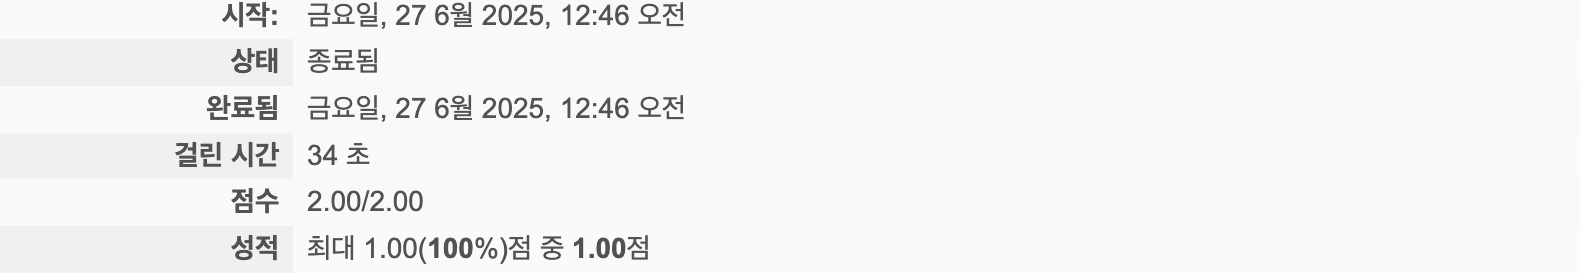 시작: 금요일, 27 6월 2025, 12:46 오전
상태 종료됨
완료됨 금요일, 27 6월 2025, 12:46 오전
걸린 시간 34 초
점수 2.00/2.00
성적 최대 1.00(100%)점 중 1.00점